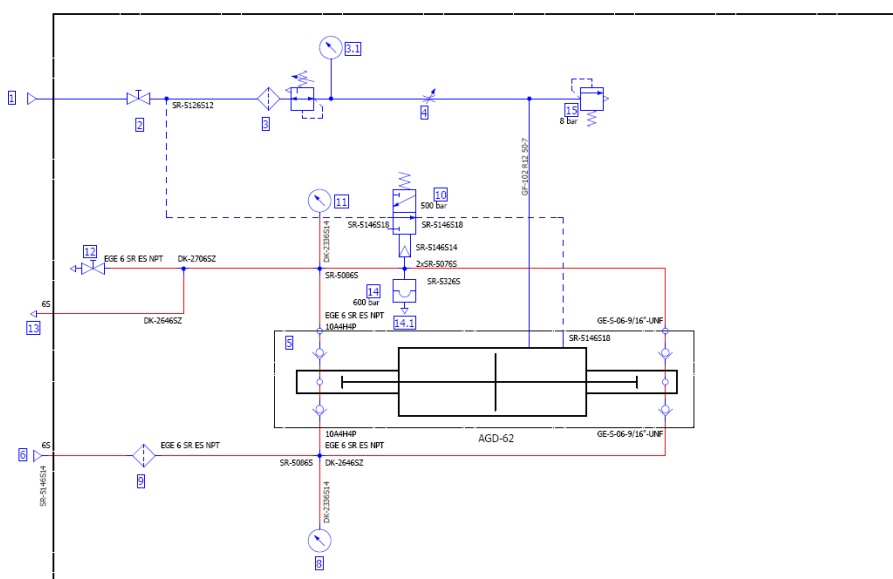 3.1
1
2
SR-5126S12
3
4
15
8 bar
GF-102 R12 50-7
11
10
500 bar
SR-5146S18
SR-5146S18
DK-2336S14
12
EGE 6 SR ES NPT
DK-2706SZ
SR-5146S14
2xSR-5076S
SR-5086S
SR-5326S
14
600 bar
6S
13
DK-2646SZ
EGE 6 SR ES NPT
14.1
10A4H4P
GE-S-06-9/16"-UNF
5
SR-5146S18
10A4H4P
GE-S-06-9/16"-UNF
AGD-62
6S
6
EGE 6 SR ES NPT
EGE 6 SR ES NPT
SR-5086S
DK-2646SZ
9
SR-5146S14
DK-2336S14
8